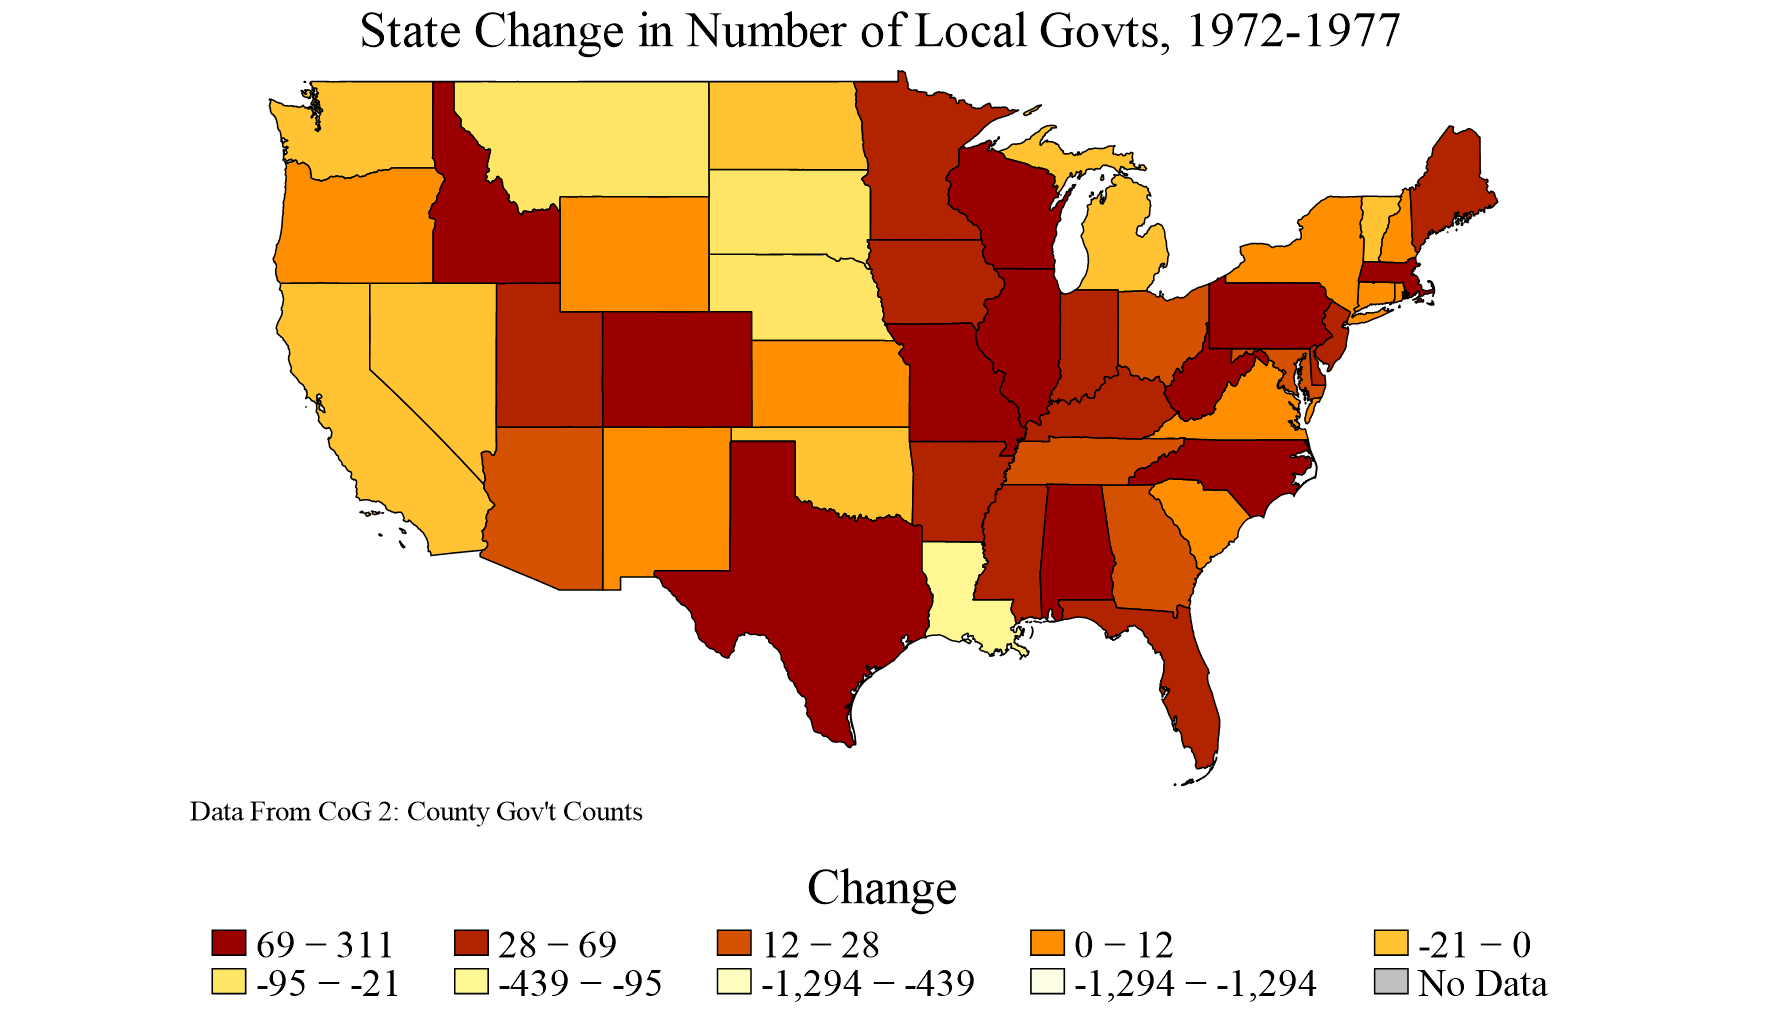 State Change in Number of Local Govts, 1972-1977
Data From CoG 2: County Gov't Counts
Change
69 – 311 28 – 69 12 – 28 0 – 12 -21 – 0
-95 – -21 -439 – -95 -1,294 – -439 -1,294 – -1,294 No Data